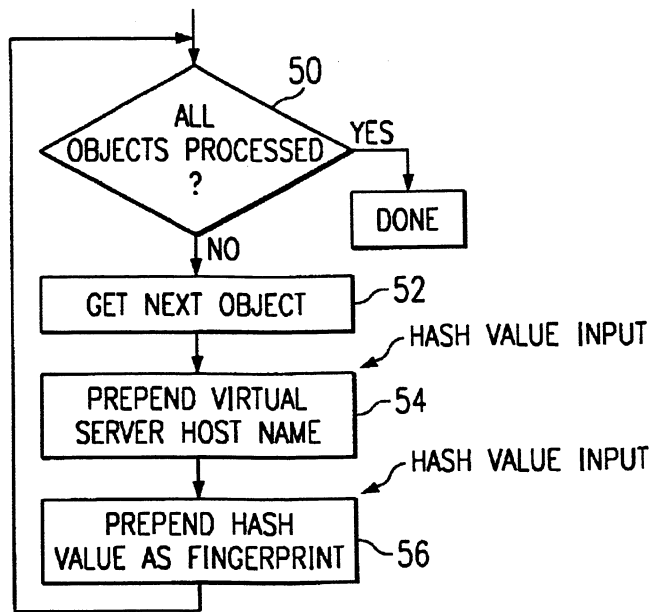 50
ALL
OBJECTS PROCESSED
?
YES
DONE
NO
GET NEXT OBJECT
52
HASH VALUE INPUT
PREPEND VIRTUAL
SERVER HOST NAME
54
HASH VALUE INPUT
PREPEND HASH
VALUE AS FINGERPRINT
56